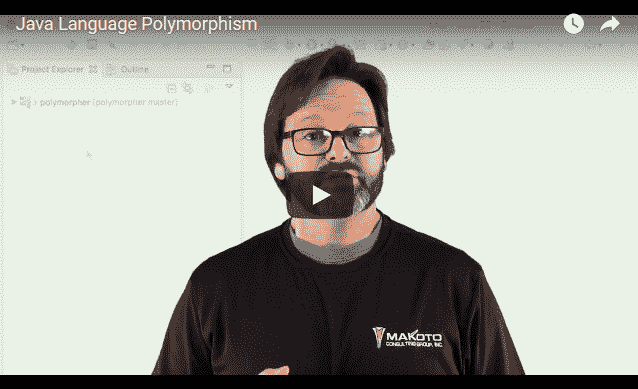 Java Language Polymorphism
Project Explorer
Outline
polymorpher [polymorpher master]
MAKOTO
CONSULTING GROUP, INC.